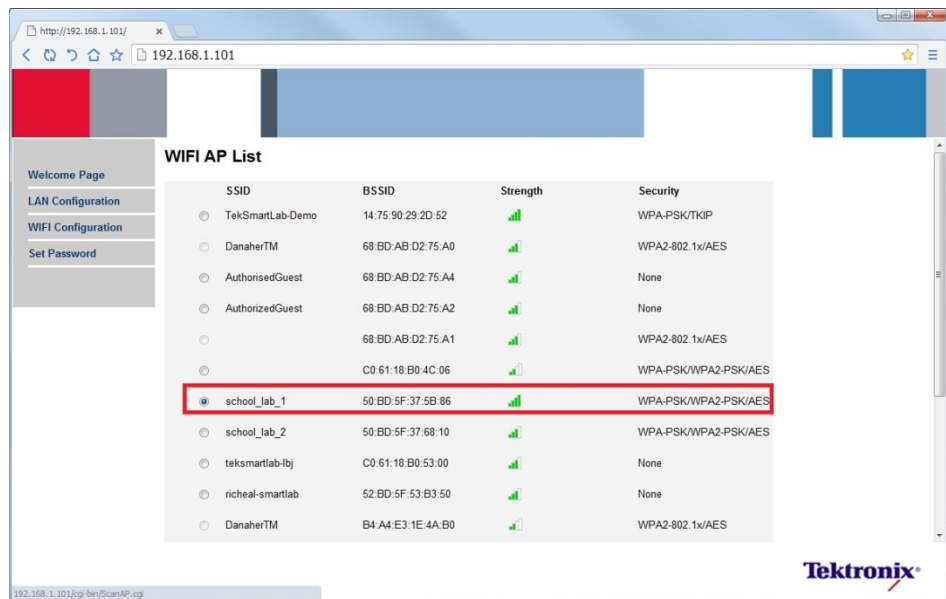 http://192.168.1.101/
192.168.1.101
WIFI AP List
Welcome Page
LAN Configuration
WIFI Configuration
Set Password
SSID BSSID Strength Security
TekSmartLab-Demo 14:75:90:29:2D:52 WPA-PSK/TKIP
DanaherTM 68:BD:AB:D2:75:A0 WPA2-802.1x/AES
AuthorisedGuest 68:BD:AB:D2:75:A4 None
AuthorizedGuest 68:BD:AB:D2:75:A2 None
68:BD:AB:D2:75:A1 WPA2-802.1x/AES
C0:61:18:B0:4C:06 WPA-PSK/WPA2-PSK/AES
school_lab_1 50:BD:5F:37:5B:86 WPA-PSK/WPA2-PSK/AES
school_lab_2 50:BD:5F:37:68:10 WPA-PSK/WPA2-PSK/AES
teksmartlab-lbj C0:61:18:B0:53:00 None
richeal-smartlab 52:BD:5F:53:B3:50 None
DanaherTM B4:A4:E3:1E:4A:B0 WPA2-802.1x/AES
Tektronix
192.168.1.101/cgi-bin/ScanAP.cgi